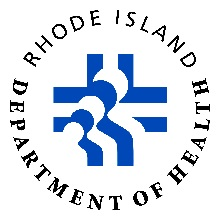 RHODE ISLAND
DEPARTMENT OF HEALTH